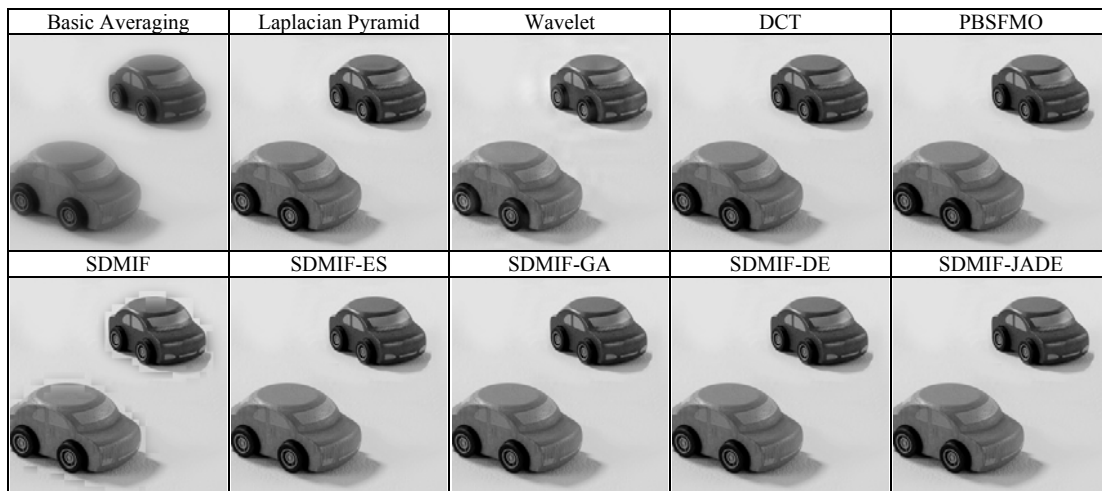 Basic Averaging Laplacian Pyramid Wavelet DCT PBSFMO
SDMIF SDMIF-ES SDMIF-GA SDMIF-DE SDMIF-JADE